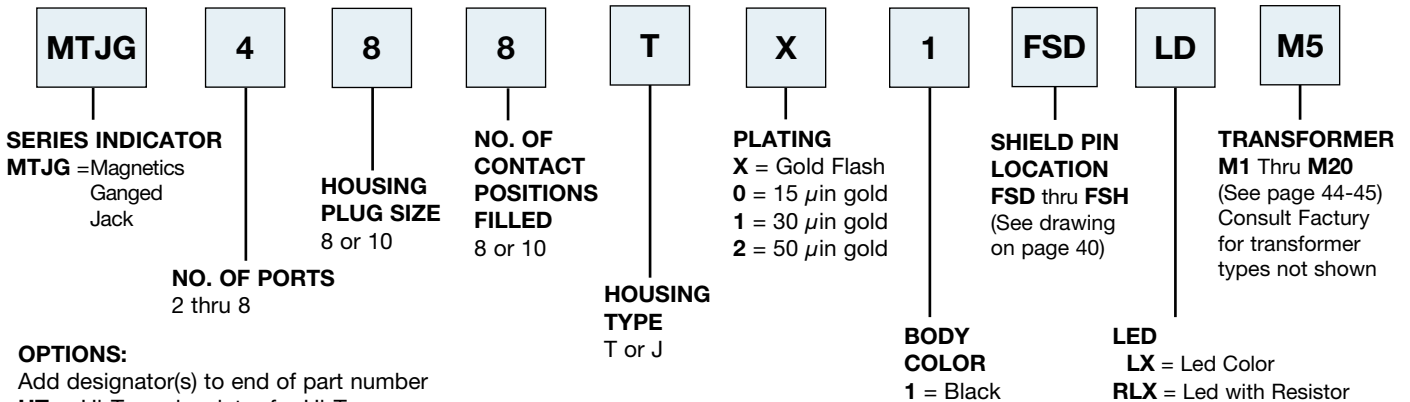 MTJG 4 8 8 T X 1 FSD LD M5
SERIES INDICATOR
MTJG =Magnetics
Ganged
Jack
NO. OF PORTS
2 thru 8
HOUSING
PLUG SIZE
8 or 10
NO. OF
CONTACT
POSITIONS
FILLED
8 or 10
HOUSING
TYPE
T or J
PLATING
X = Gold Flash
0 = 15 µin gold
1 = 30 µin gold
2 = 50 µin gold
BODY
COLOR
1 = Black
SHIELD PIN
LOCATION
FSD thru FSH
(See drawing
on page 40)
LED
LX = Led Color
RLX = Led with Resistor
TRANSFORMER
M1 Thru M20
(See page 44-45)
Consult Factury
for transformer
types not shown
OPTIONS:
Add designator(s) to end of part number